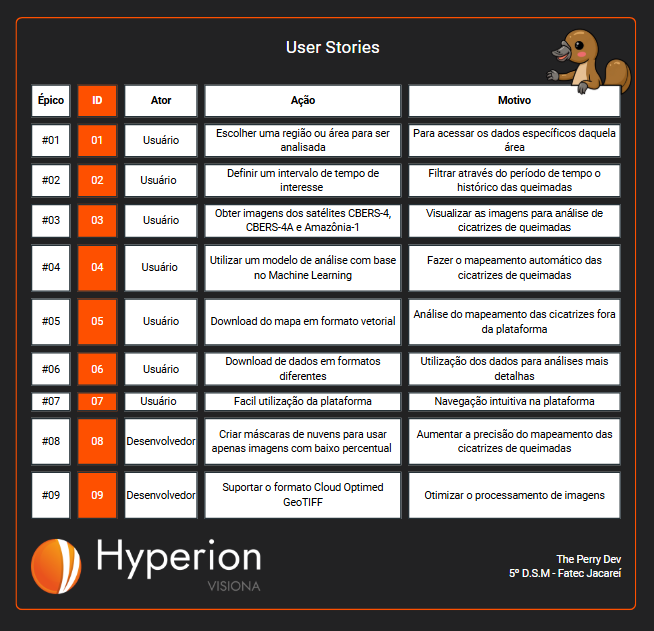 User Stories
Épico ID Ator Ação Motivo
#01 01 Usuário Escolher uma região ou área para ser analisada Para acessar os dados específicos daquela área
#02 02 Usuário Definir um intervalo de tempo de interesse Filtrar através do período de tempo o histórico das queimadas
#03 03 Usuário Obter imagens dos satélites CBERS-4, CBERS-4A e Amazônia-1 Visualizar as imagens para análise de cicatrizes de queimadas
#04 04 Usuário Utilizar um modelo de análise com base no Machine Learning Fazer o mapeamento automático das cicatrizes de queimadas
#05 05 Usuário Download do mapa em formato vetorial Análise do mapeamento das cicatrizes fora da plataforma
#06 06 Usuário Download de dados em formatos diferentes Utilização dos dados para análises mais detalhas
#07 07 Usuário Facil utilização da plataforma Navegação intuitiva na plataforma
#08 08 Desenvolvedor Criar máscaras de nuvens para usar apenas imagens com baixo percentual Aumentar a precisão do mapeamento das cicatrizes de queimadas
#09 09 Desenvolvedor Suportar o formato Cloud Optimed GeoTIFF Otimizar o processamento de imagens
Hyperion
VISIONA
The Perry Dev
5º D.S.M - Fatec Jacareí